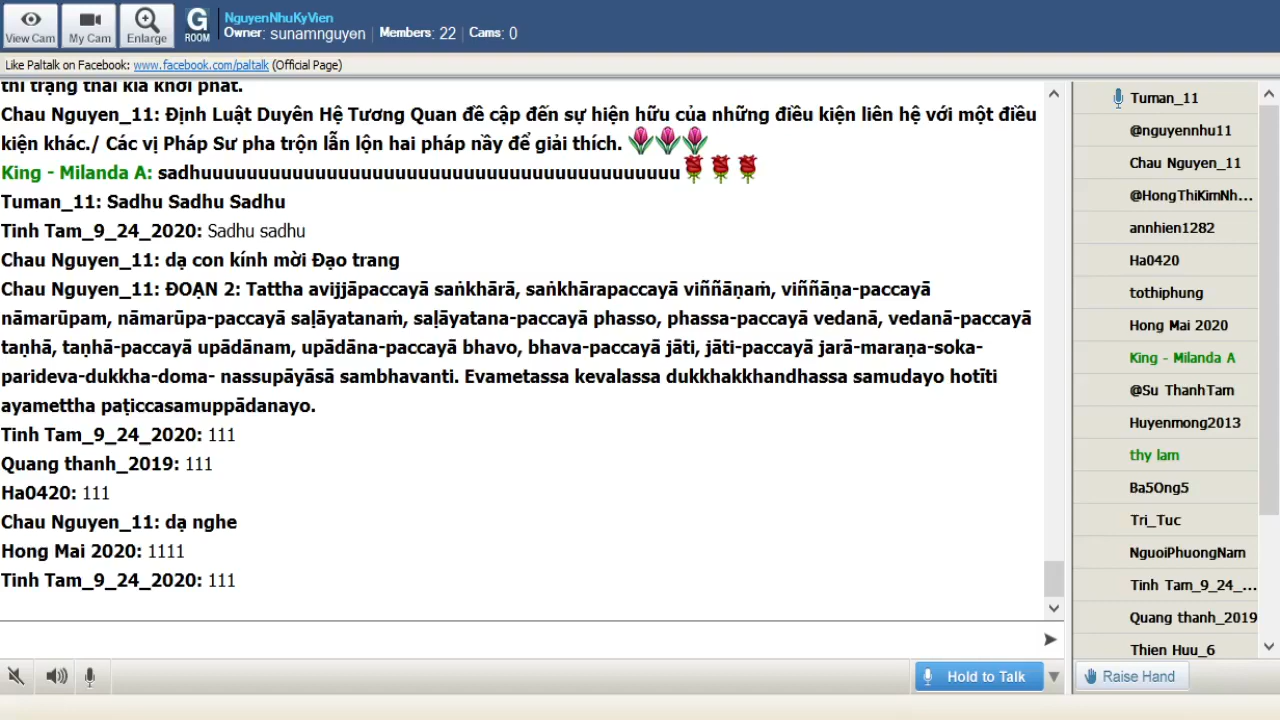 View Cam
My Cam
Enlarge
G
ROOM
NguyenNhuKyVien
Owner: sunamnguyen Members: 22 Cams: 0
Like Paltalk on Facebook: www.facebook.com/paltalk (Official Page)
thì trạng thái kia khởi phát.
Chau Nguyen_11: Định Luật Duyên Hệ Tương Quan đề cập đến sự hiện hữu của những điều kiện liên hệ với một điều
kiện khác./ Các vị Pháp Sư pha trộn lẫn lộn hai pháp nầy để giải thích.
King - Milanda A: sadhuuuuuuuuuuuuuuuuuuuuuuuuuuuuuuuuuuuuuuuuuu
Tuman_11: Sadhu Sadhu Sadhu
Tinh Tam_9_24_2020: Sadhu sadhu
Chau Nguyen_11: dạ con kính mời Đạo trang
Chau Nguyen_11: ĐOẠN 2: Tattha avijjāpaccayā saṅkhārā, saṅkhārapaccayā viññāṇaṁ, viññāṇa-paccayā
nāmarūpam, nāmarūpa-paccayā saḷāyatanaṁ, saḷāyatana-paccayā phasso, phassa-paccayā vedanā, vedanā-paccayā
taṇhā, taṇhā-paccayā upādānam, upādāna-paccayā bhavo, bhava-paccayā jāti, jāti-paccayā jarā-maraṇa-soka-
parideva-dukkha-doma- nassupāyāsā sambhavanti. Evametassa kevalassa dukkhakkhandhassa samudayo hotīti
ayamettha paṭiccasamuppādanayo.
Tinh Tam_9_24_2020: 111
Quang thanh_2019: 111
Ha0420: 111
Chau Nguyen_11: dạ nghe
Hong Mai 2020: 1111
Tinh Tam_9_24_2020: 111
Hold to Talk
Tuman_11
@nguyennhu11
Chau Nguyen_11
@HongThiKimNh...
annhien1282
Ha0420
tothiphung
Hong Mai 2020
King - Milanda A
@Su ThanhTam
Huyenmong2013
thy lam
Ba5Ong5
Tri_Tuc
NguoiPhuongNam
Tinh Tam_9_24_...
Quang thanh_2019
Thien Huu_6
Raise Hand